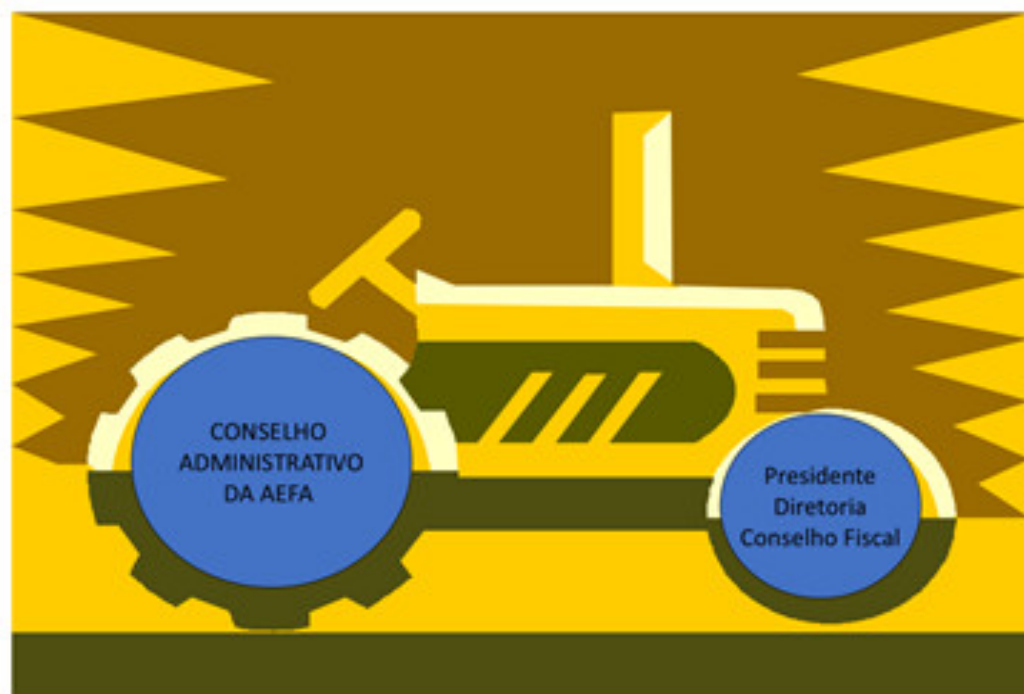 CONSELHO
ADMINISTRATIVO
DA AEFA
Presidente
Diretoria
Conselho Fiscal